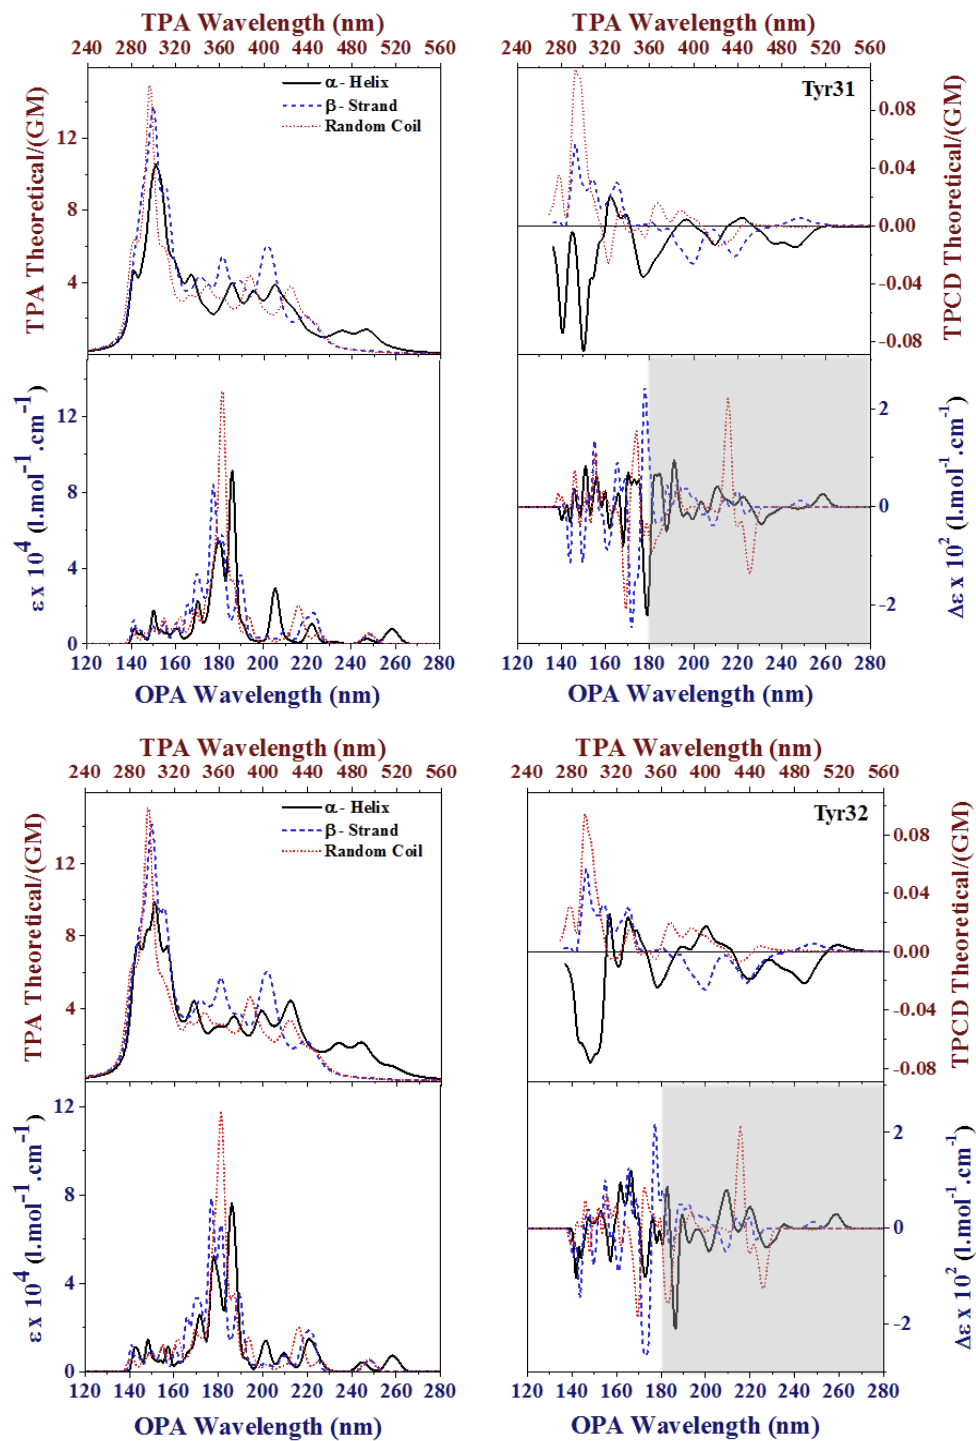 TPA Wavelength (nm)
240 280 320 360 400 440 480 520 560
TPA Theoretical/(GM)
12
8
4
α - Helix
β - Strand
Random Coil
ε x 10⁴ (l.mol⁻¹.cm⁻¹)
12
8
4
0
120 140 160 180 200 220 240 260 280
OPA Wavelength (nm)
TPA Wavelength (nm)
240 280 320 360 400 440 480 520 560
Tyr31
0.08
0.04
0.00
-0.04
-0.08
TPCD Theoretical/(GM)
2
0
-2
Δε x 10² (l.mol⁻¹.cm⁻¹)
120 140 160 180 200 220 240 260 280
OPA Wavelength (nm)
TPA Wavelength (nm)
240 280 320 360 400 440 480 520 560
TPA Theoretical/(GM)
12
8
4
α - Helix
β - Strand
Random Coil
ε x 10⁴ (l.mol⁻¹.cm⁻¹)
12
8
4
0
120 140 160 180 200 220 240 260 280
OPA Wavelength (nm)
TPA Wavelength (nm)
240 280 320 360 400 440 480 520 560
Tyr32
0.08
0.04
0.00
-0.04
-0.08
TPCD Theoretical/(GM)
2
0
-2
Δε x 10² (l.mol⁻¹.cm⁻¹)
120 140 160 180 200 220 240 260 280
OPA Wavelength (nm)